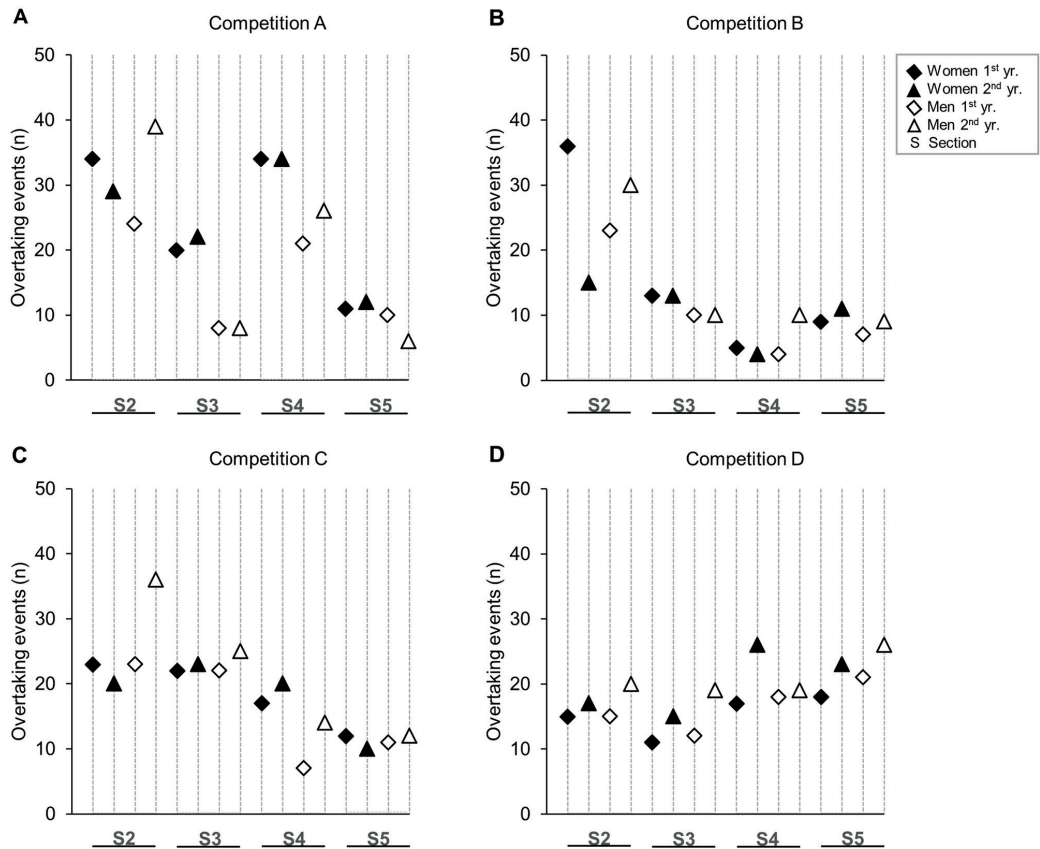 A
Competition A
Overtaking events (n)
50
40
30
20
10
0
S2 S3 S4 S5
B
Competition B
Overtaking events (n)
50
40
30
20
10
0
S2 S3 S4 S5
Women 1st yr.
Women 2nd yr.
Men 1st yr.
Men 2nd yr.
S Section
C
Competition C
Overtaking events (n)
50
40
30
20
10
0
S2 S3 S4 S5
D
Competition D
Overtaking events (n)
50
40
30
20
10
0
S2 S3 S4 S5